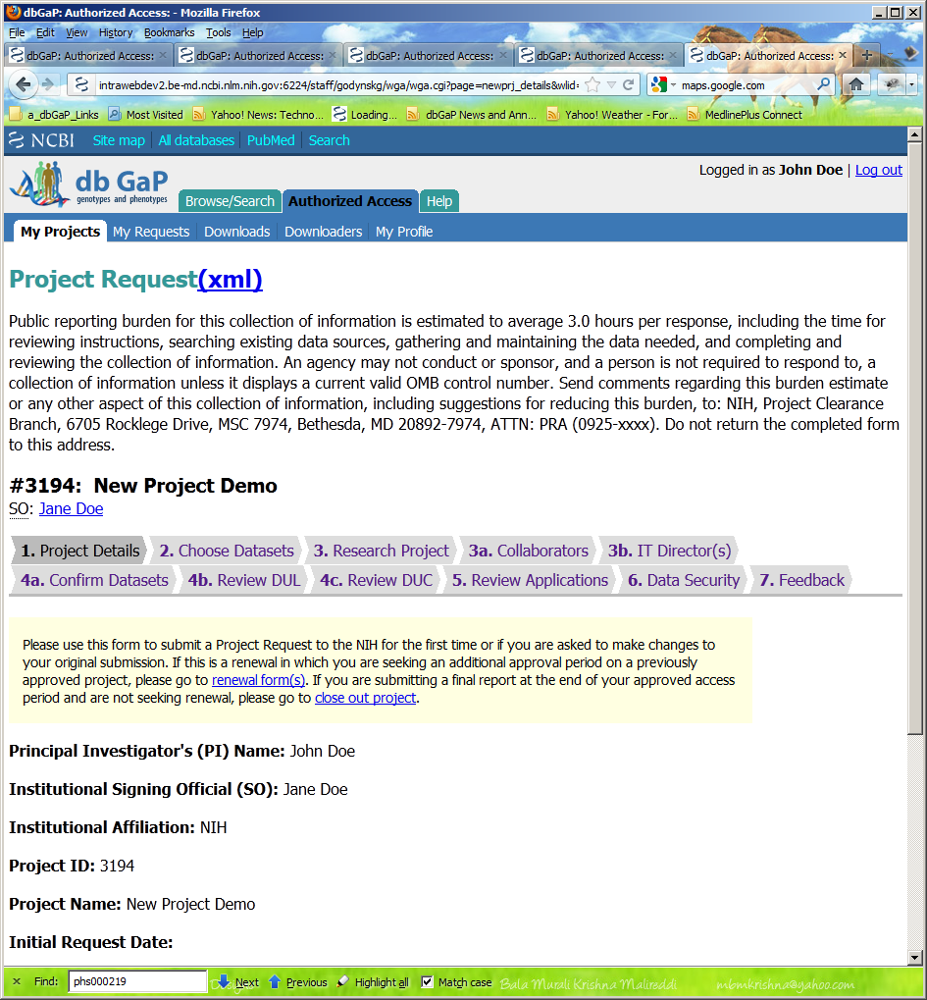 dbGaP: Authorized Access: - Mozilla Firefox
File Edit View History Bookmarks Tools Help
dbGaP: Authorized Access: dbGaP: Authorized Access: dbGaP: Authorized Access: dbGaP: Authorized Access: dbGaP: Authorized Access:
intrawebdev2.be-md.ncbi.nlm.nih.gov:6224/staff/godynskg/wga/wga.cgi?page=newprj_details&wlid= maps.google.com
a_dbGaP_Links Most Visited Yahoo! News: Techno... Loading... dbGaP News and Ann... Yahoo! Weather - For... MedlinePlus Connect
NCBI Site map All databases PubMed Search
Logged in as John Doe | Log out
db GaP
genotypes and phenotypes
Browse/Search Authorized Access Help
My Projects My Requests Downloads Downloaders My Profile
Project Request(xml)
Public reporting burden for this collection of information is estimated to average 3.0 hours per response, including the time for
reviewing instructions, searching existing data sources, gathering and maintaining the data needed, and completing and
reviewing the collection of information. An agency may not conduct or sponsor, and a person is not required to respond to, a
collection of information unless it displays a current valid OMB control number. Send comments regarding this burden estimate
or any other aspect of this collection of information, including suggestions for reducing this burden, to: NIH, Project Clearance
Branch, 6705 Rocklege Drive, MSC 7974, Bethesda, MD 20892-7974, ATTN: PRA (0925-xxxx). Do not return the completed form
to this address.
#3194: New Project Demo
SO: Jane Doe
1. Project Details 2. Choose Datasets 3. Research Project 3a. Collaborators 3b. IT Director(s)
4a. Confirm Datasets 4b. Review DUL 4c. Review DUC 5. Review Applications 6. Data Security 7. Feedback
Please use this form to submit a Project Request to the NIH for the first time or if you are asked to make changes to
your original submission. If this is a renewal in which you are seeking an additional approval period on a previously
approved project, please go to renewal form(s). If you are submitting a final report at the end of your approved access
period and are not seeking renewal, please go to close out project.
Principal Investigator's (PI) Name: John Doe
Institutional Signing Official (SO): Jane Doe
Institutional Affiliation: NIH
Project ID: 3194
Project Name: New Project Demo
Initial Request Date:
Find: phs000219 Next Previous Highlight all Match case Bala Murali Krishna Malireddi mbmkrishna@yahoo.com